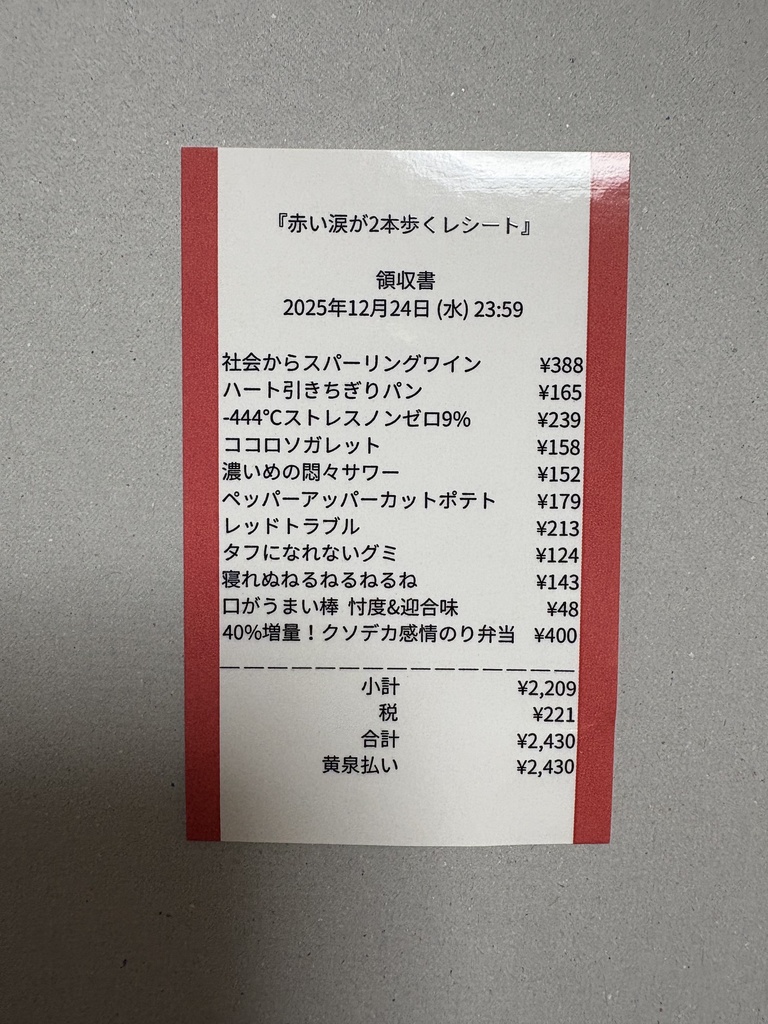 『赤い涙が2本歩くレシート』
領収書
2025年12月24日 (水) 23:59
社会からスパーリングワイン ¥388
ハート引きちぎりパン ¥165
-444℃ストレスノンゼロ9% ¥239
ココロソガレット ¥158
濃いめの悶々サワー ¥152
ペッパーアッパーカットポテト ¥179
レッドトラブル ¥213
タフになれないグミ ¥124
寝れぬねるねるねるね ¥143
口がうまい棒 忖度&迎合味 ¥48
40%増量！クソデカ感情のり弁当 ¥400
小計 ¥2,209
税 ¥221
合計 ¥2,430
黄泉払い ¥2,430